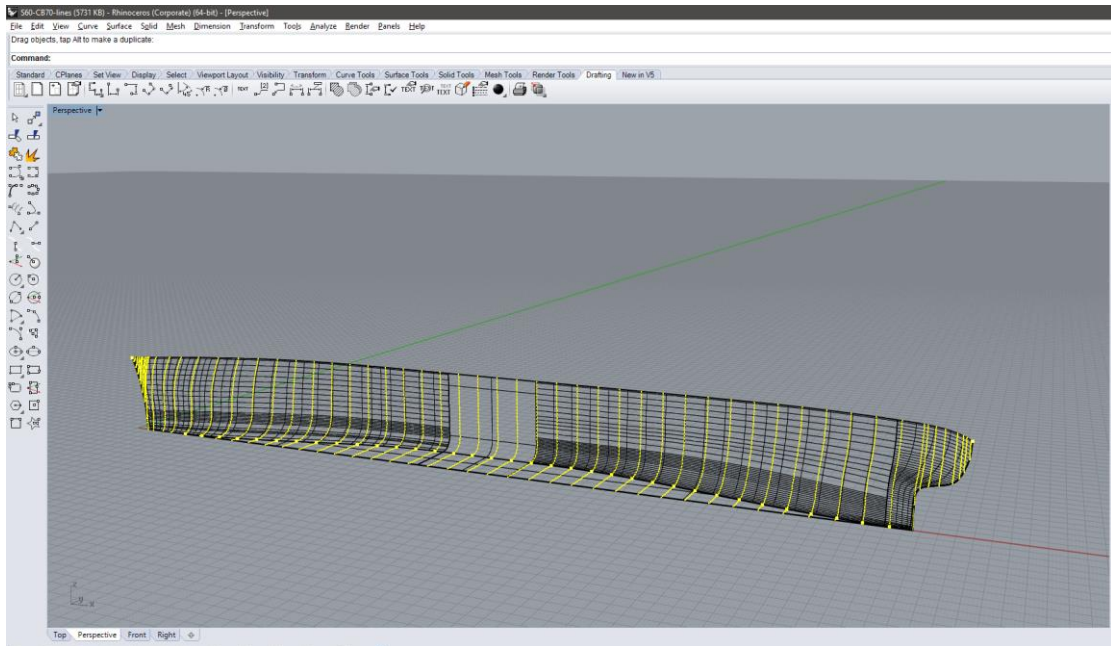 S60-CB70-lines (5731 KB) - Rhinoceros (Corporate) (64-bit) - [Perspective]
File Edit View Curve Surface Solid Mesh Dimension Transform Tools Analyze Render Panels Help
Drag objects, tap Alt to make a duplicate:
Command:
Standard CPlanes Set View Display Select Viewport Layout Visibility Transform Curve Tools Surface Tools Solid Tools Mesh Tools Render Tools Drafting New in V5
Perspective
z
y
x
Top Perspective Front Right